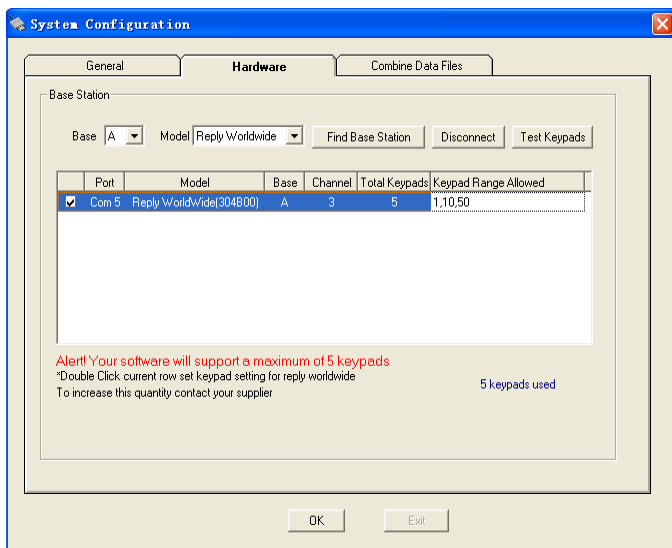 System Configuration
General Hardware Combine Data Files
Base Station
Base A Model Reply Worldwide Find Base Station Disconnect Test Keypads
Port Model Base Channel Total Keypads Keypad Range Allowed
Com 5 Reply WorldWide(304B00) A 3 5 1,10,50
Alert! Your software will support a maximum of 5 keypads
*Double Click current row set keypad setting for reply worldwide
5 keypads used
To increase this quantity contact your supplier
OK Exit